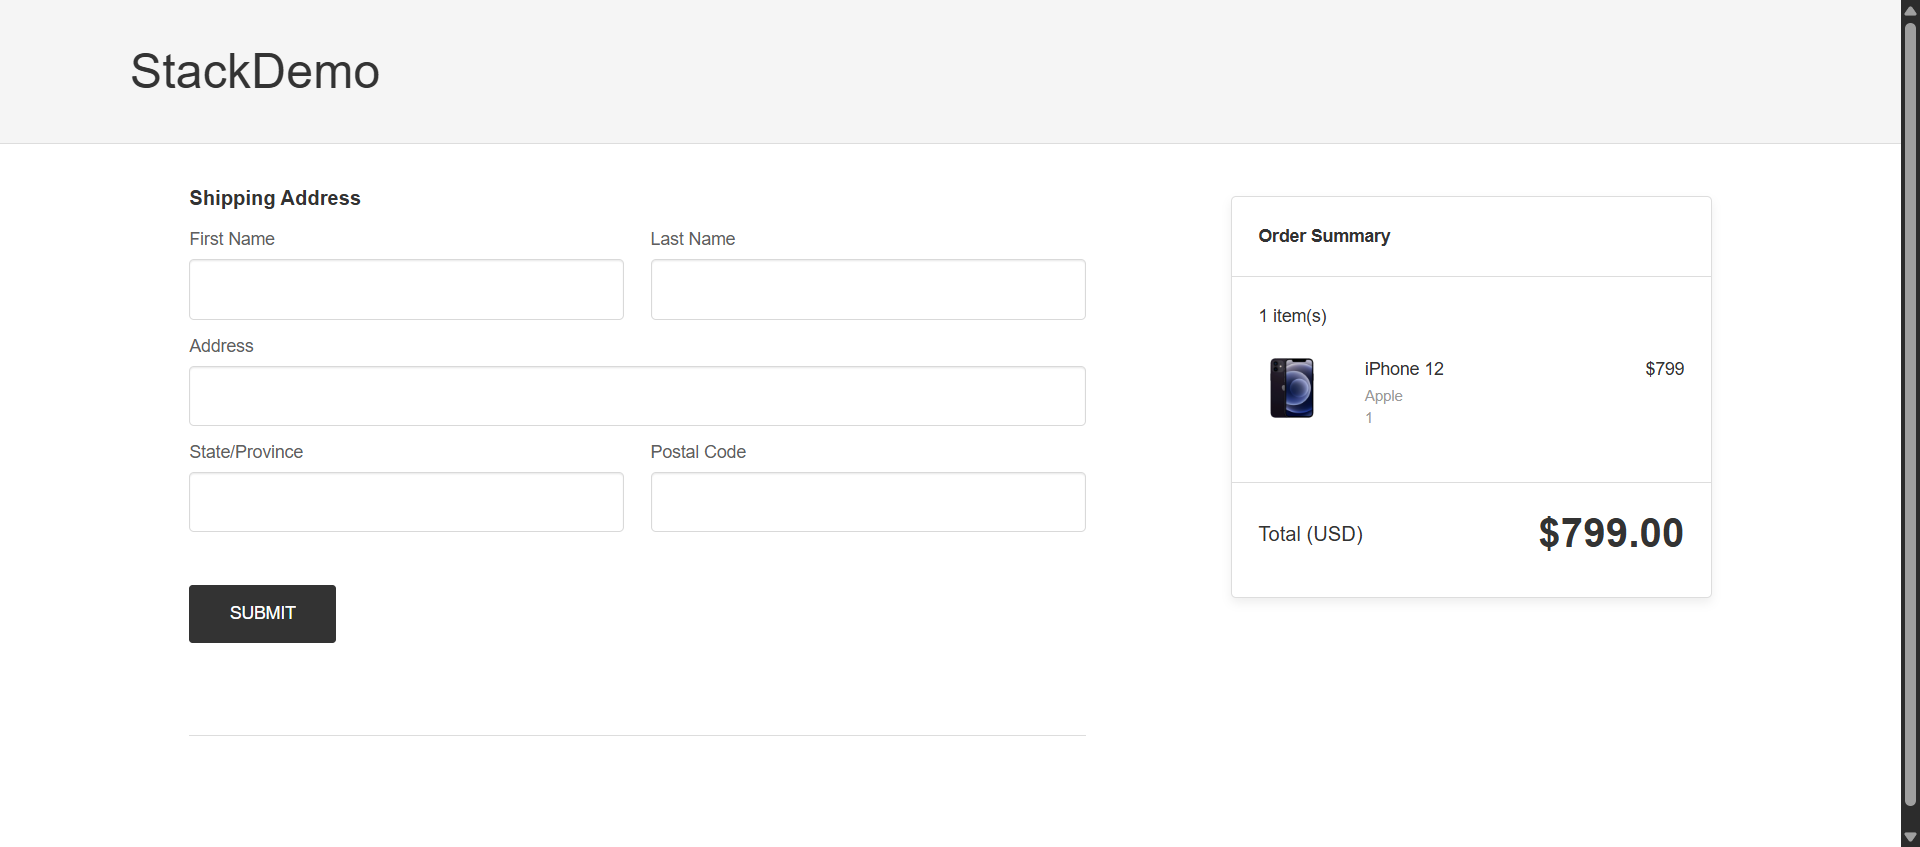 StackDemo
Shipping Address
First Name
Last Name
Address
State/Province
Postal Code
SUBMIT
Order Summary
1 item(s)
iPhone 12
$799
Apple
1
Total (USD)
$799.00